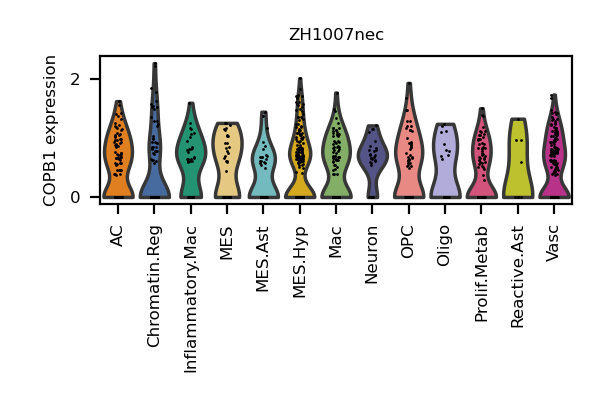 ZH1007nec
COPB1 expression
2
0
AC
Chromatin.Reg
Inflammatory.Mac
MES
MES.Ast
MES.Hyp
Mac
Neuron
OPC
Oligo
Prolif.Metab
Reactive.Ast
Vasc